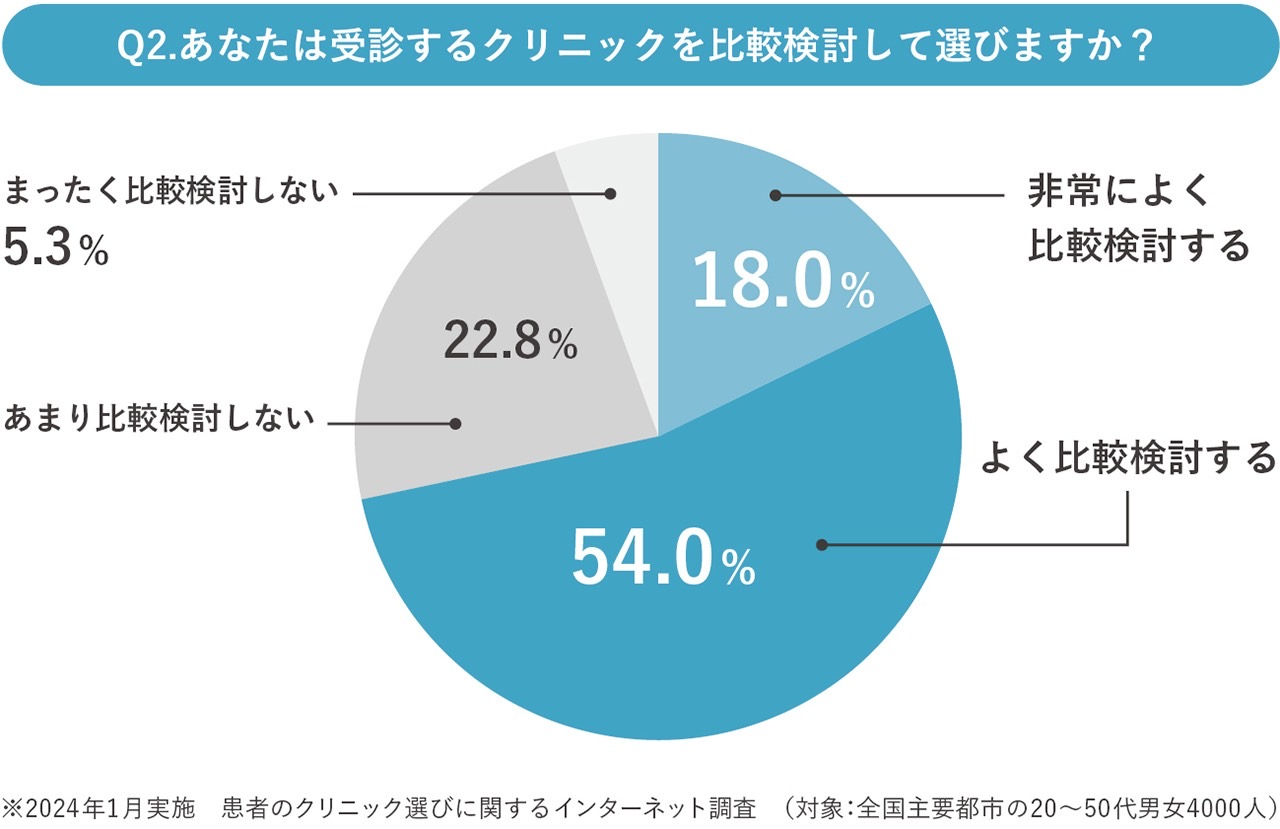 Q2.あなたは受診するクリニックを比較検討して選びますか？
まったく比較検討しない
5.3%
非常によく
比較検討する
18.0%
22.8%
あまり比較検討しない
よく比較検討する
54.0%
※2024年1月実施　患者のクリニック選びに関するインターネット調査　（対象：全国主要都市の20〜50代男女4000人）